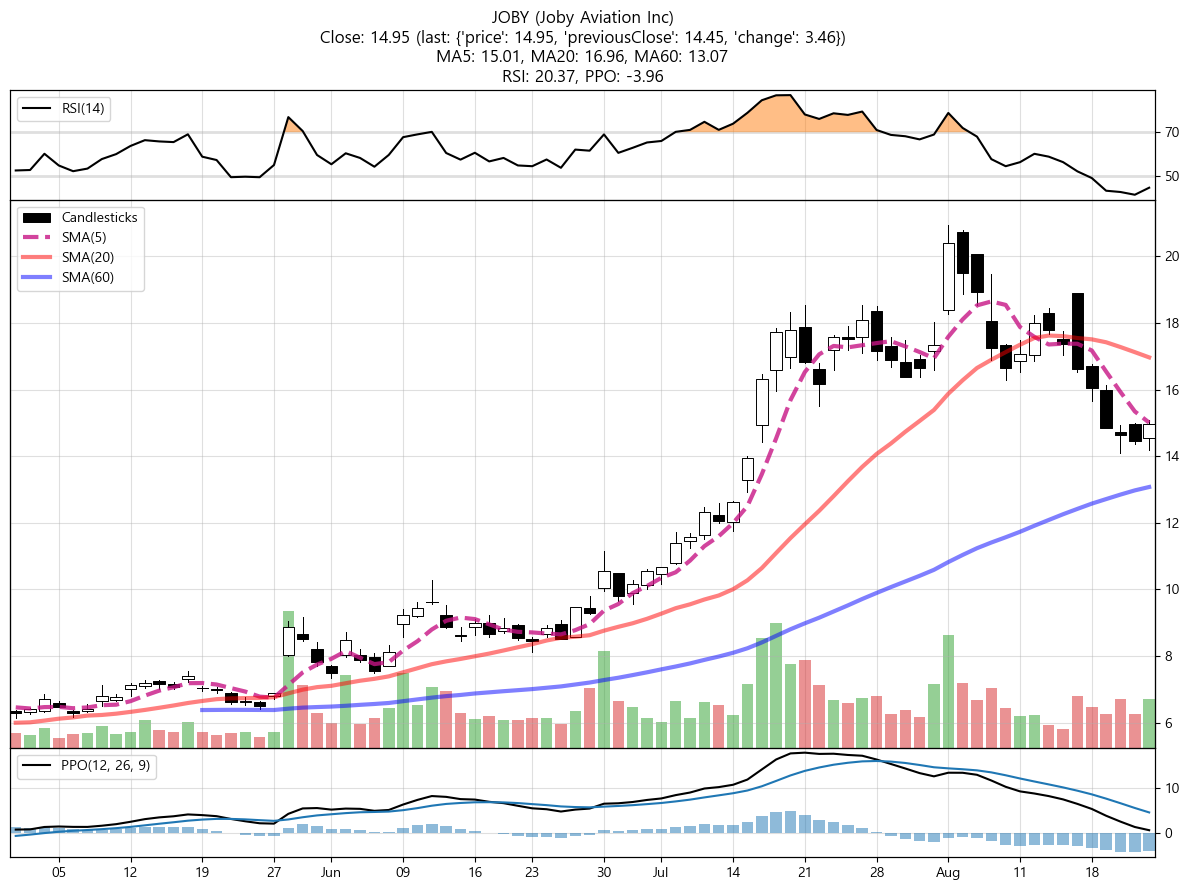 JOBY (Joby Aviation Inc)
Close: 14.95 (last: {'price': 14.95, 'previousClose': 14.45, 'change': 3.46})
MA5: 15.01, MA20: 16.96, MA60: 13.07
RSI: 20.37, PPO: -3.96
RSI(14)
70
50
Candlesticks
SMA(5)
SMA(20)
SMA(60)
20
18
16
14
12
10
8
6
PPO(12, 26, 9)
10
0
05 12 19 27 Jun 09 16 23 30 Jul 14 21 28 Aug 11 18